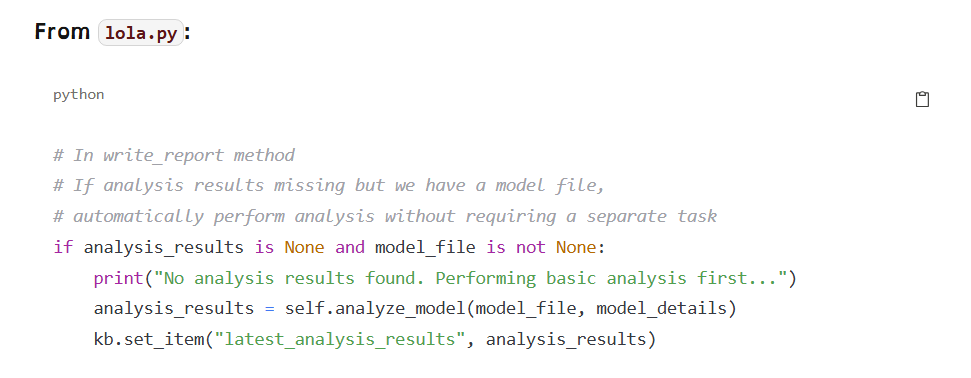 From lola.py:
python
# In write_report method
# If analysis results missing but we have a model file,
# automatically perform analysis without requiring a separate task
if analysis_results is None and model_file is not None:
    print("No analysis results found. Performing basic analysis first...")
    analysis_results = self.analyze_model(model_file, model_details)
    kb.set_item("latest_analysis_results", analysis_results)